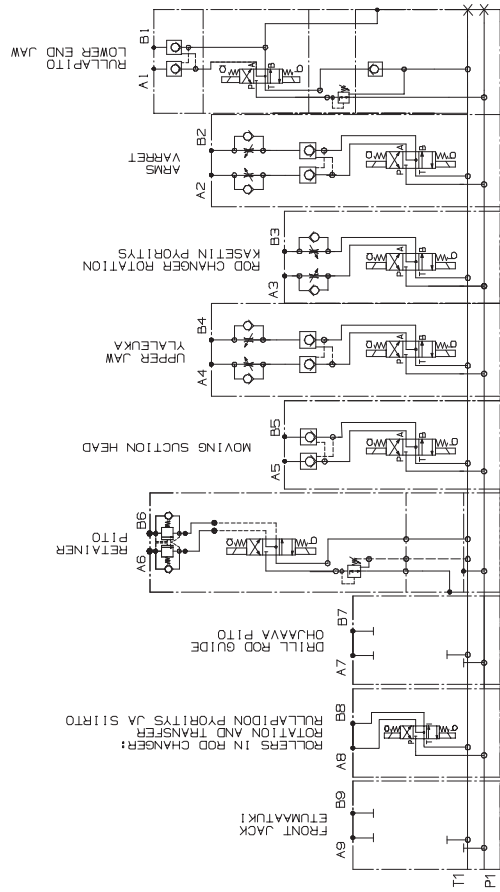 RULLAPITO
LOWER END JAW
A1
B1
P
T
A
B
ARMS
VARRET
A2
B2
P
T
A
B
ROD CHANGER ROTATION
KASETIN PYORITYS
A3
B3
P
T
A
B
UPPER JAW
YLALEUKA
A4
B4
P
T
A
B
MOVING SUCTION HEAD
A5
B5
P
T
A
B
RETAINER
PITO
A6
B6
DRILL ROD GUIDE
OHJAAVA PITO
A7
B7
ROLLERS IN ROD CHANGER:
ROTATION AND TRANSFER
RULLAPIDON PYORITYS JA SIIRTO
A8
B8
P
T
A
B
FRONT JACK
ETUMAATUKI
A9
B9
T1
P1